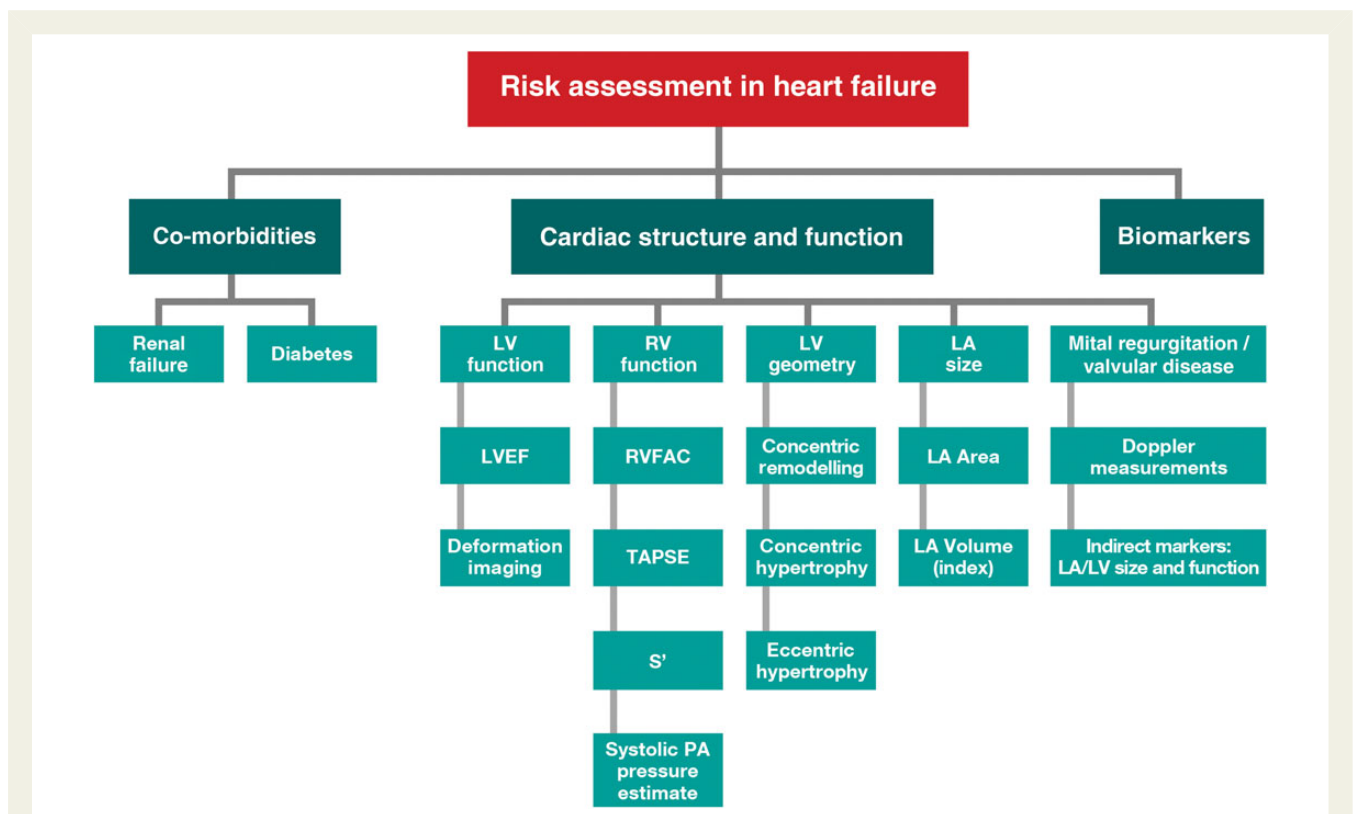 Risk assessment in heart failure
Co-morbidities
Cardiac structure and function
Biomarkers
Renal
failure
Diabetes
LV
function
RV
function
LV
geometry
LA
size
Mital regurgitation /
valvular disease
LVEF
RVFAC
Concentric
remodelling
LA Area
Doppler
measurements
Deformation
imaging
TAPSE
Concentric
hypertrophy
LA Volume
(index)
Indirect markers:
LA/LV size and function
S’
Eccentric
hypertrophy
Systolic PA
pressure
estimate